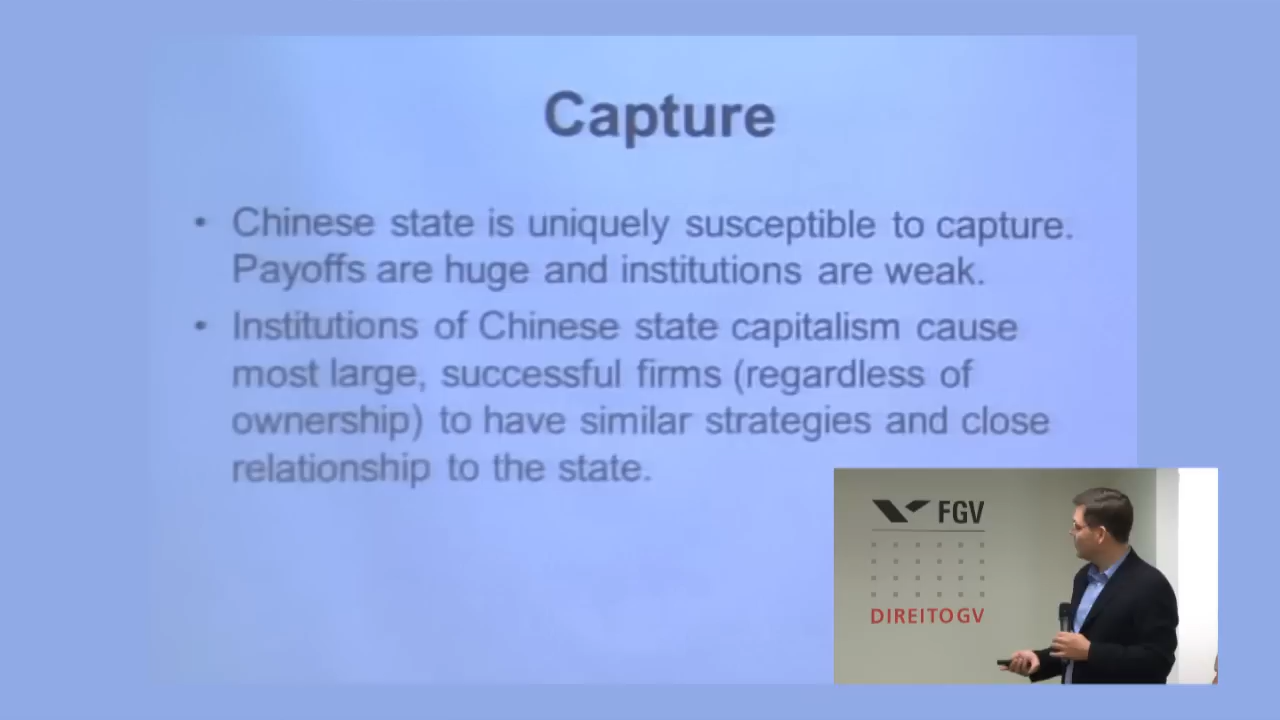 Capture
• Chinese state is uniquely susceptible to capture.
Payoffs are huge and institutions are weak.
• Institutions of Chinese state capitalism cause
most large, successful firms (regardless of
ownership) to have similar strategies and close
relationship to the state.
FGV
DIREITO GV